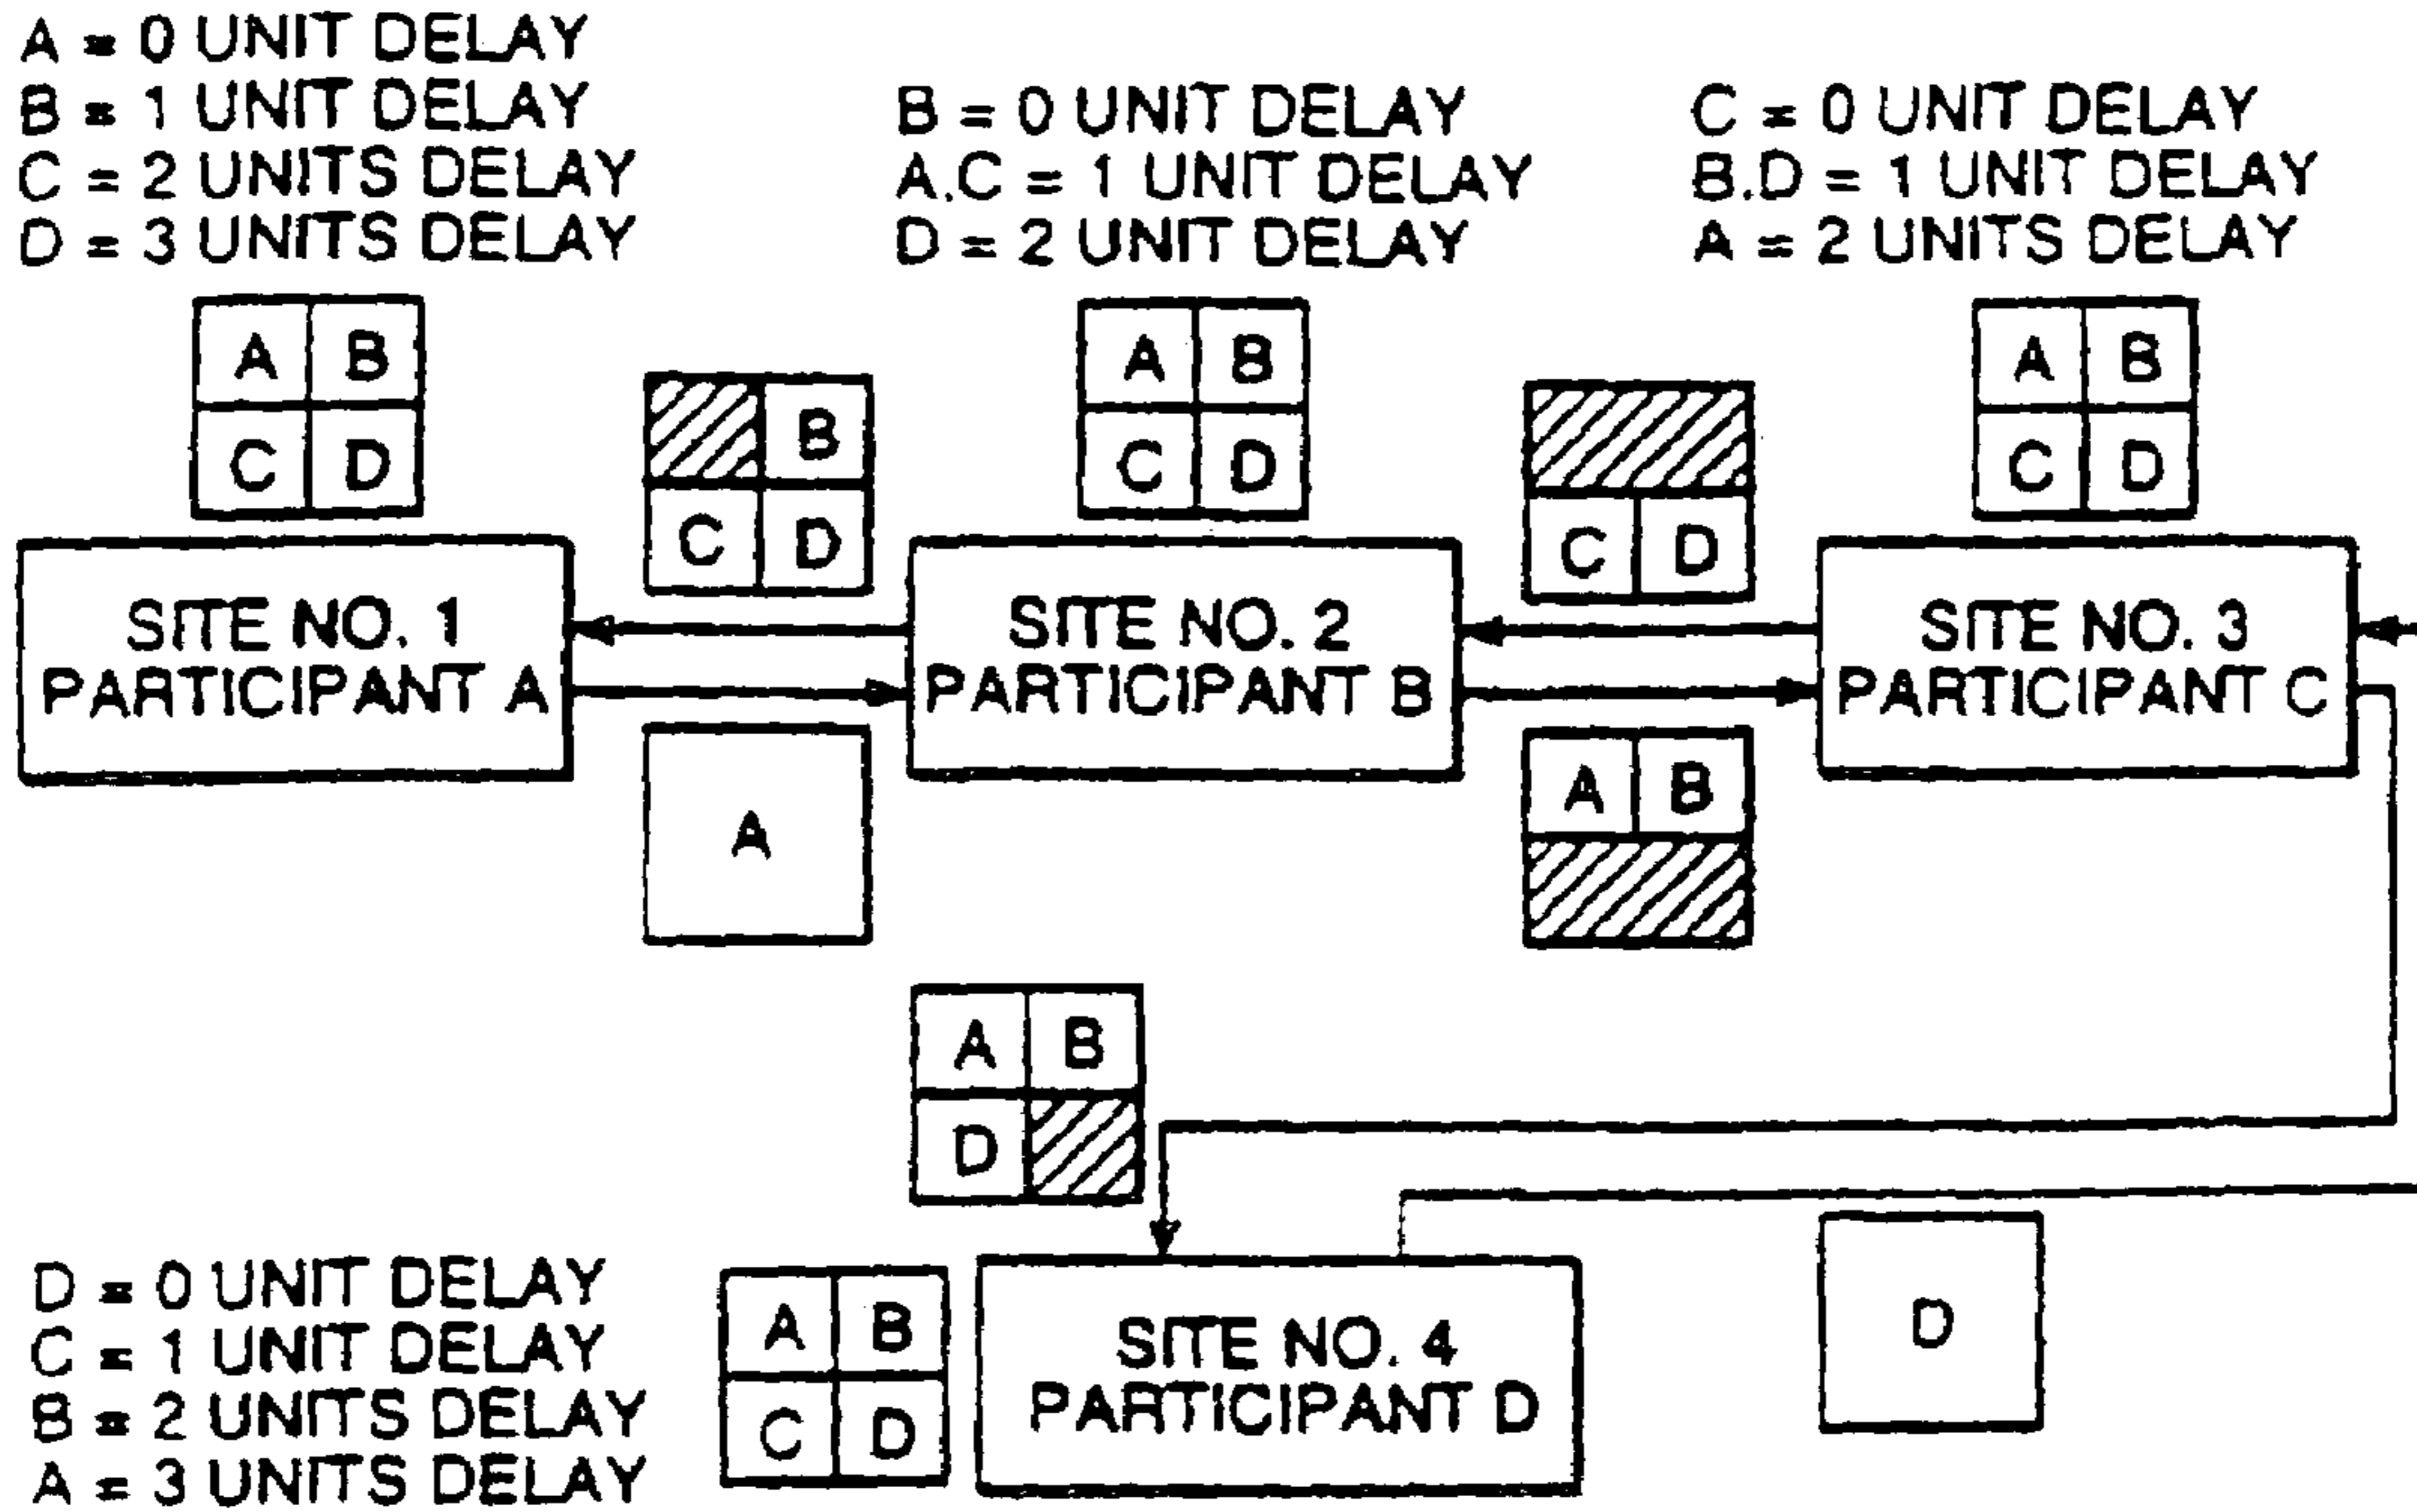 A = 0 UNIT DELAY
B = 1 UNIT DELAY
C = 2 UNITS DELAY
D = 3 UNITS DELAY
B = 0 UNIT DELAY
A.C = 1 UNIT DELAY
D = 2 UNIT DELAY
C = 0 UNIT DELAY
B.D = 1 UNIT DELAY
A = 2 UNITS DELAY
A B
C D
B
C D
A B
C D
C D
A B
C D
SITE NO. 1
PARTICIPANT A
SITE NO. 2
PARTICIPANT B
SITE NO. 3
PARTICIPANT C
A
A B
A B
D
D = 0 UNIT DELAY
C = 1 UNIT DELAY
B = 2 UNITS DELAY
A = 3 UNITS DELAY
A B
C D
SITE NO. 4
PARTICIPANT D
D